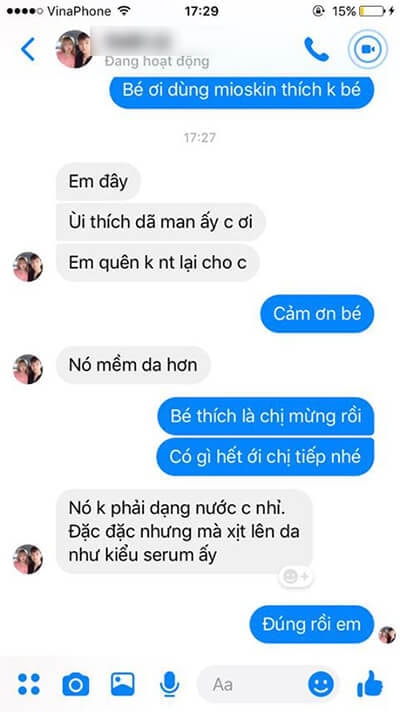 VinaPhone 17:29 15%
Đang hoạt động
Bé ơi dùng mioskin thích k bé
17:27
Em đây
Ùi thích dã man ấy c ơi
Em quên k nt lại cho c
Cảm ơn bé
Nó mềm da hơn
Bé thích là chị mừng rồi
Có gì hết ới chị tiếp nhé
Nó k phải dạng nước c nhỉ.
Đặc đặc nhưng mà xịt lên da
như kiểu serum ấy
Đúng rồi em
Aa